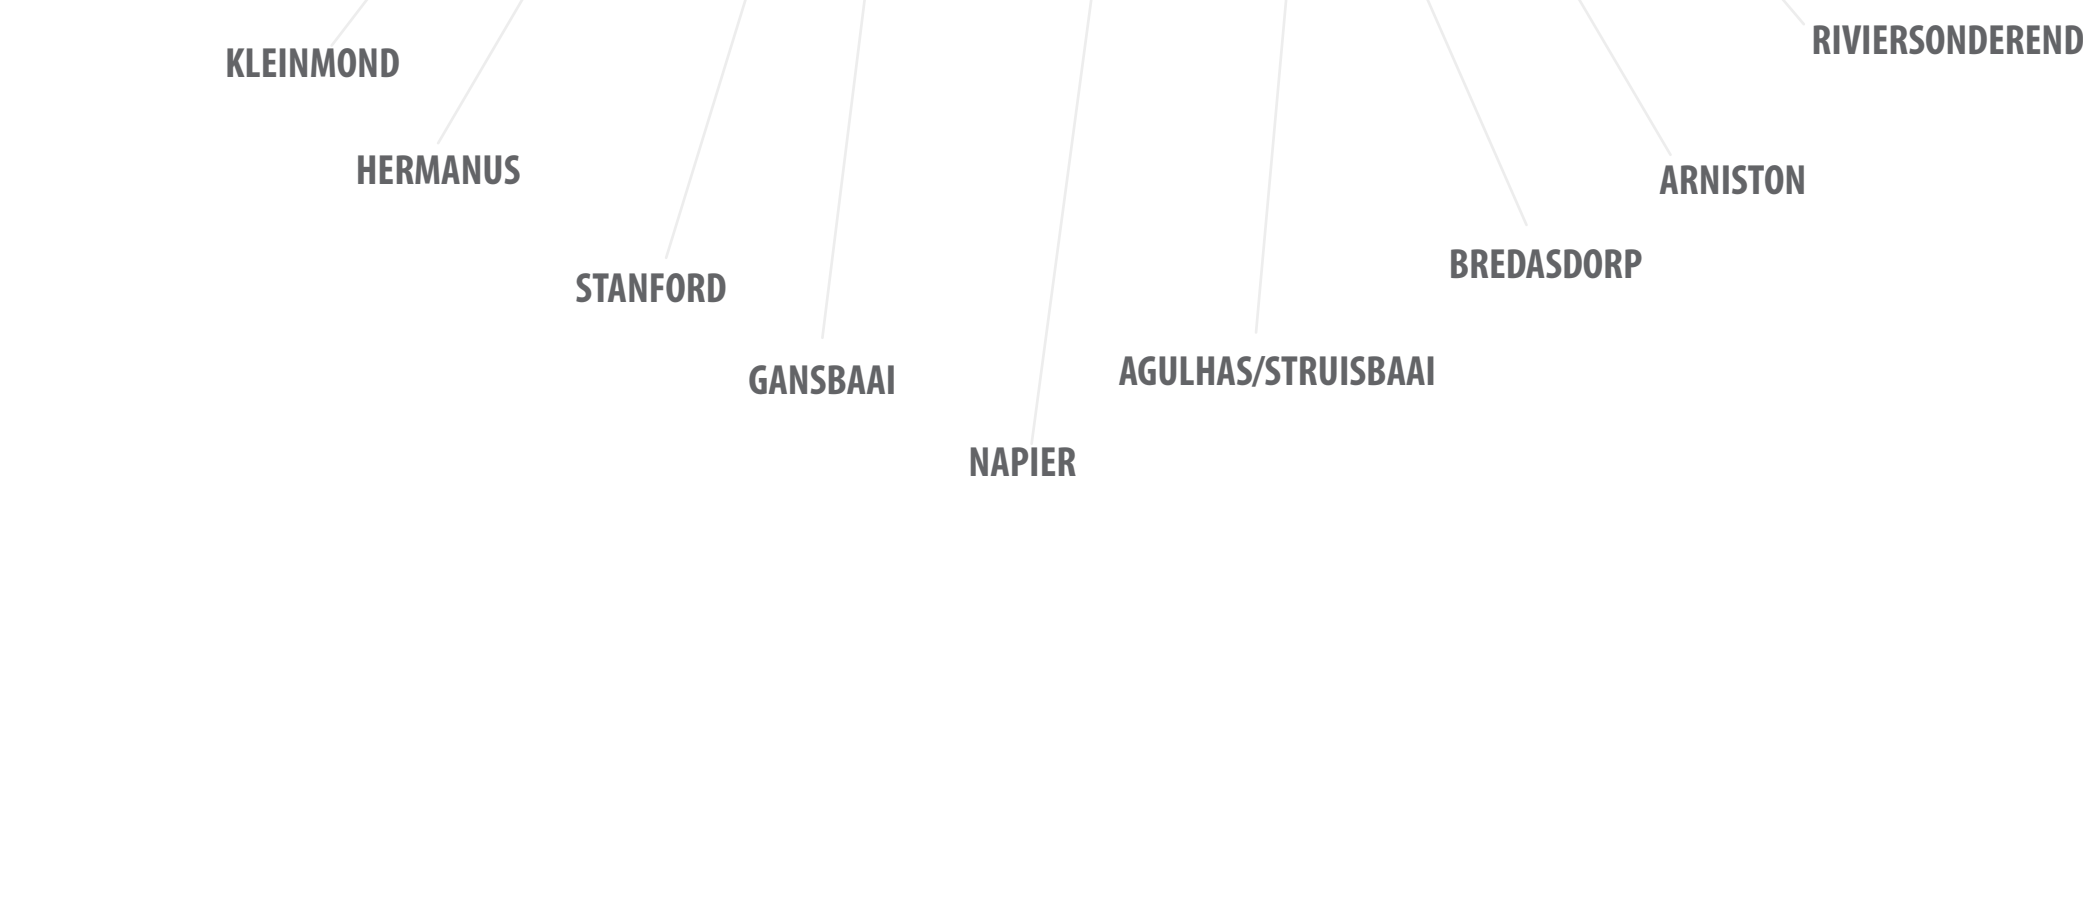 RIVIERSONDEREND
KLEINMOND
HERMANUS
ARNISTON
BREDASDORP
STANFORD
AGULHAS/STRUISBAAI
GANSBAAI
NAPIER